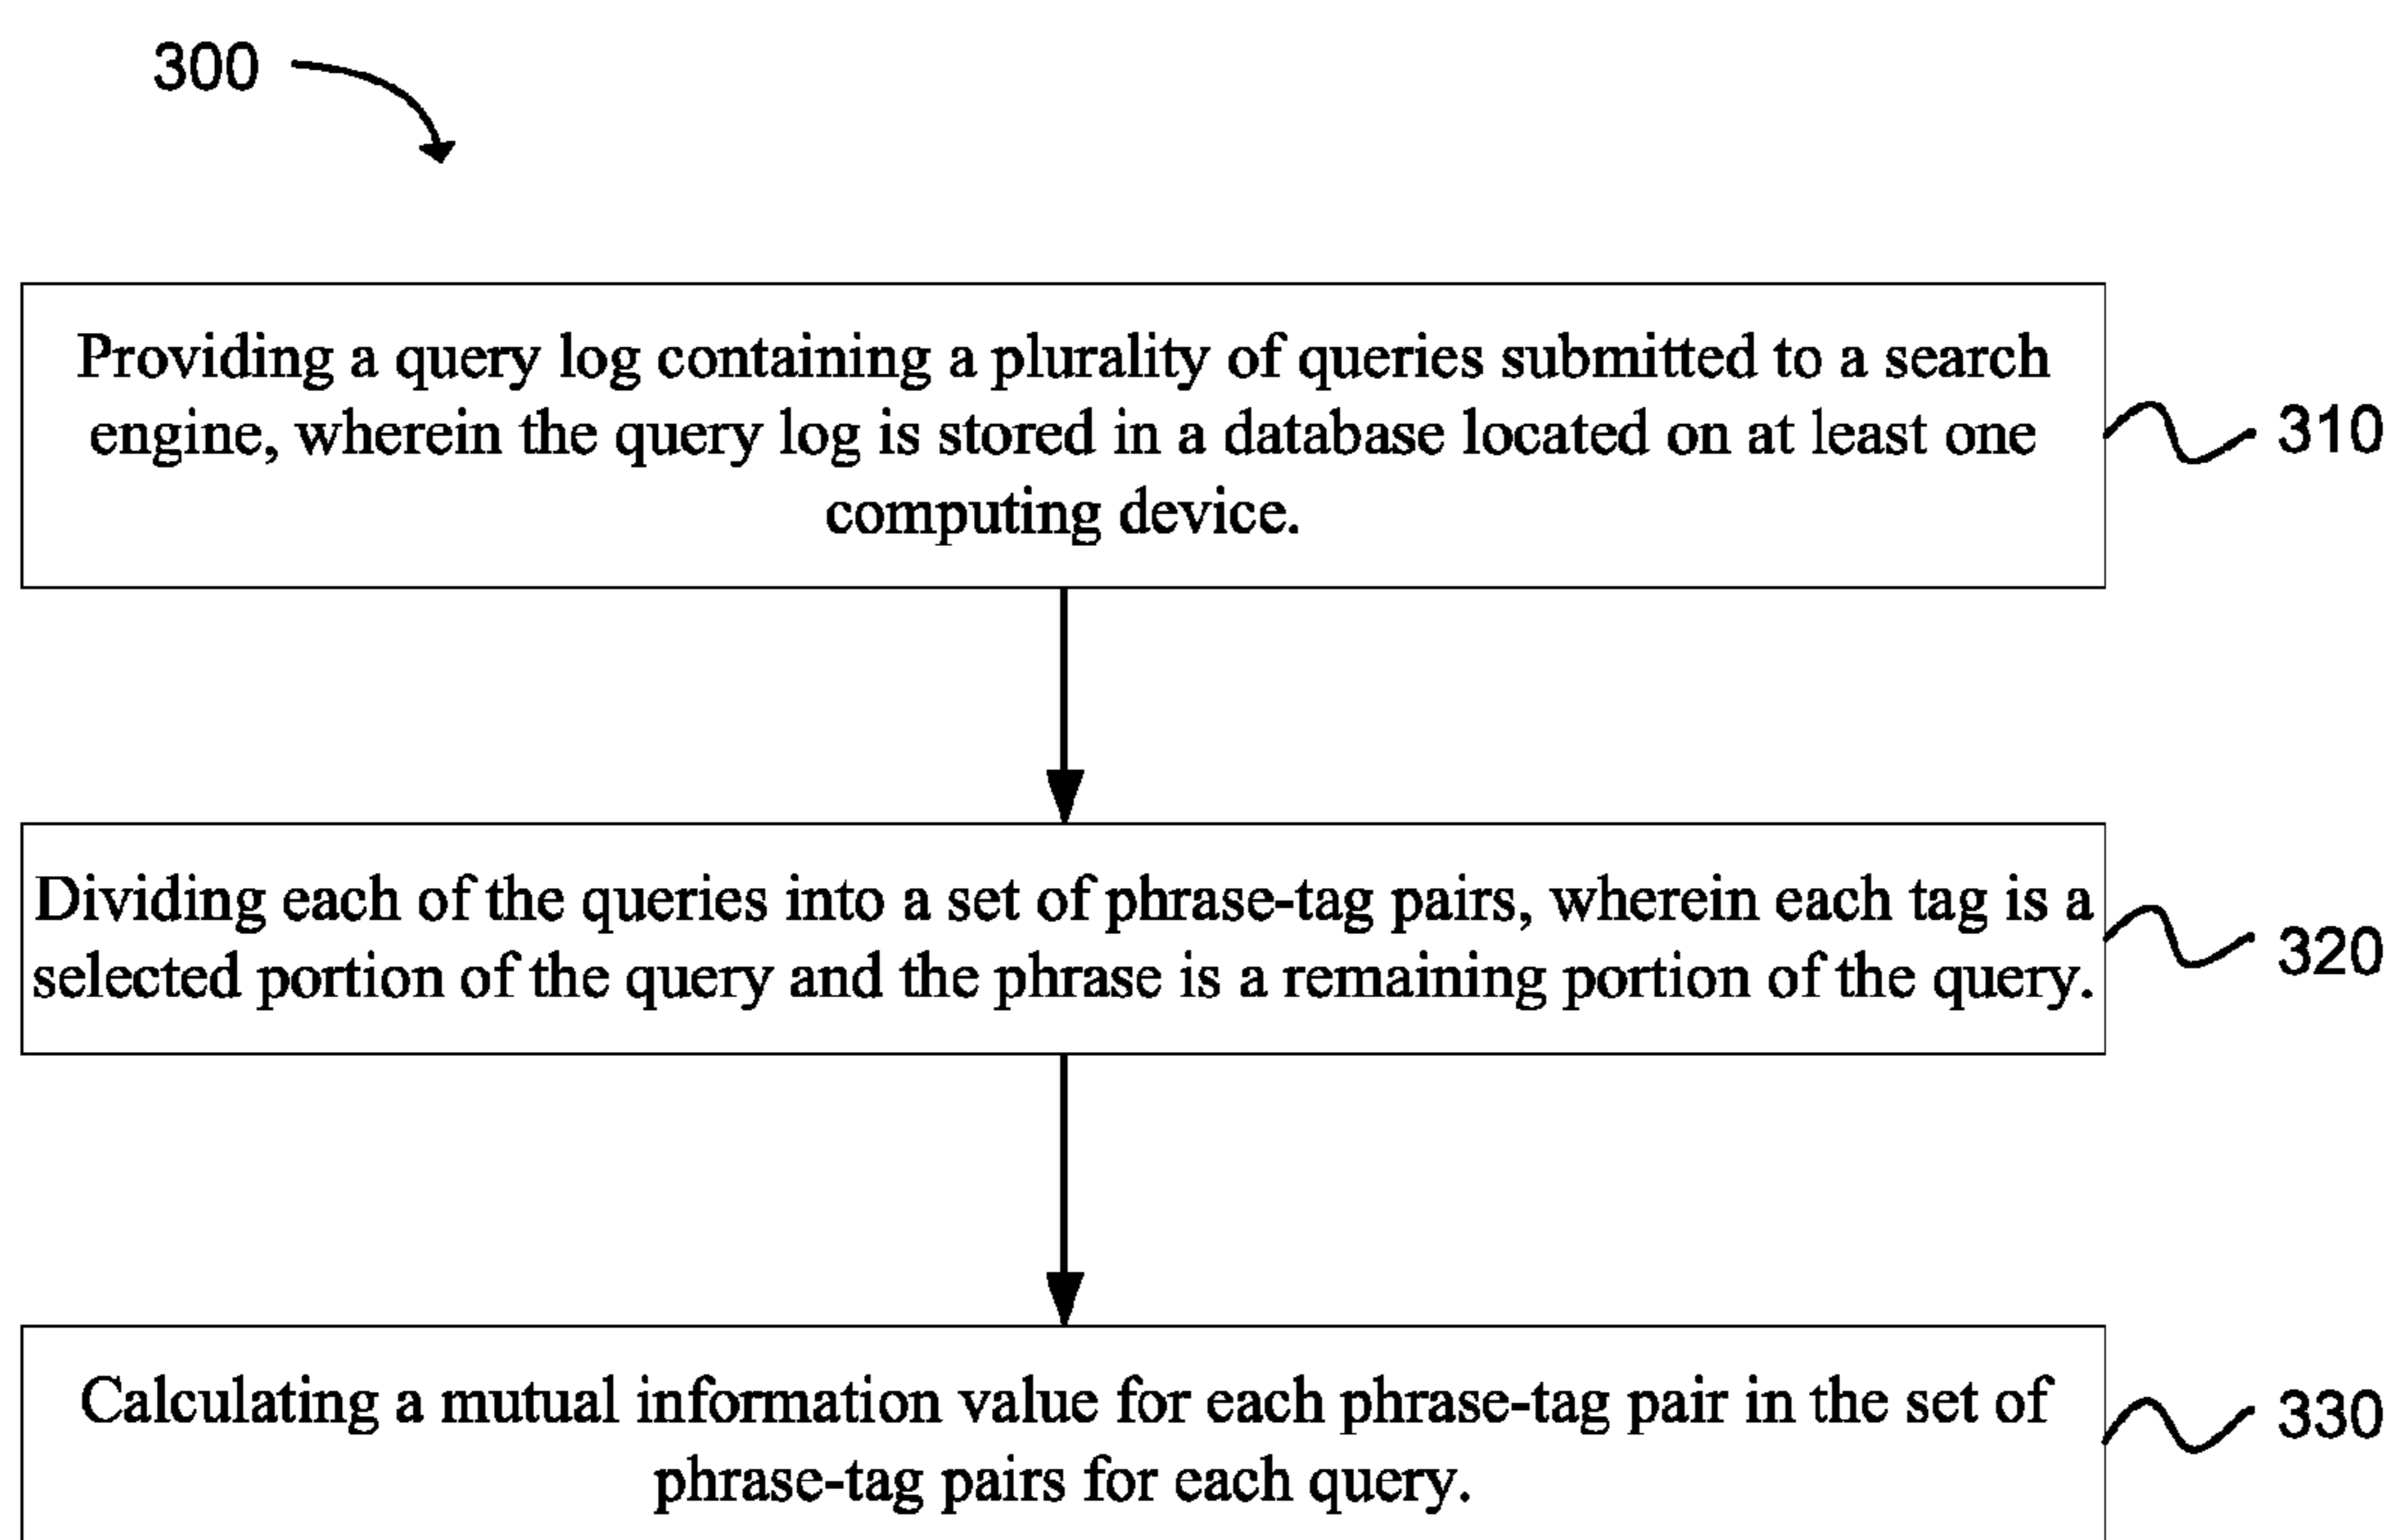 300
Providing a query log containing a plurality of queries submitted to a search
engine, wherein the query log is stored in a database located on at least one
computing device.
310
Dividing each of the queries into a set of phrase-tag pairs, wherein each tag is a
selected portion of the query and the phrase is a remaining portion of the query.
320
Calculating a mutual information value for each phrase-tag pair in the set of
phrase-tag pairs for each query.
330